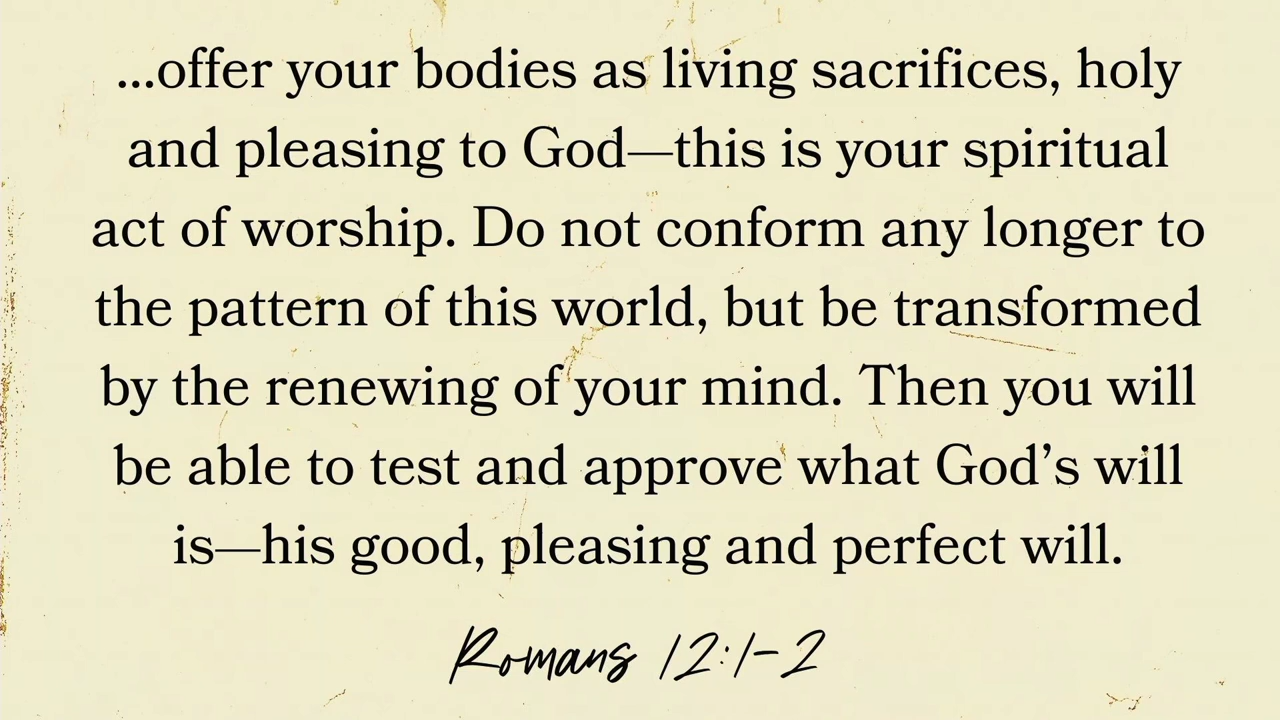 ...offer your bodies as living sacrifices, holy
and pleasing to God—this is your spiritual
act of worship. Do not conform any longer to
the pattern of this world, but be transformed
by the renewing of your mind. Then you will
be able to test and approve what God’s will
is—his good, pleasing and perfect will.
Romans 12:1-2